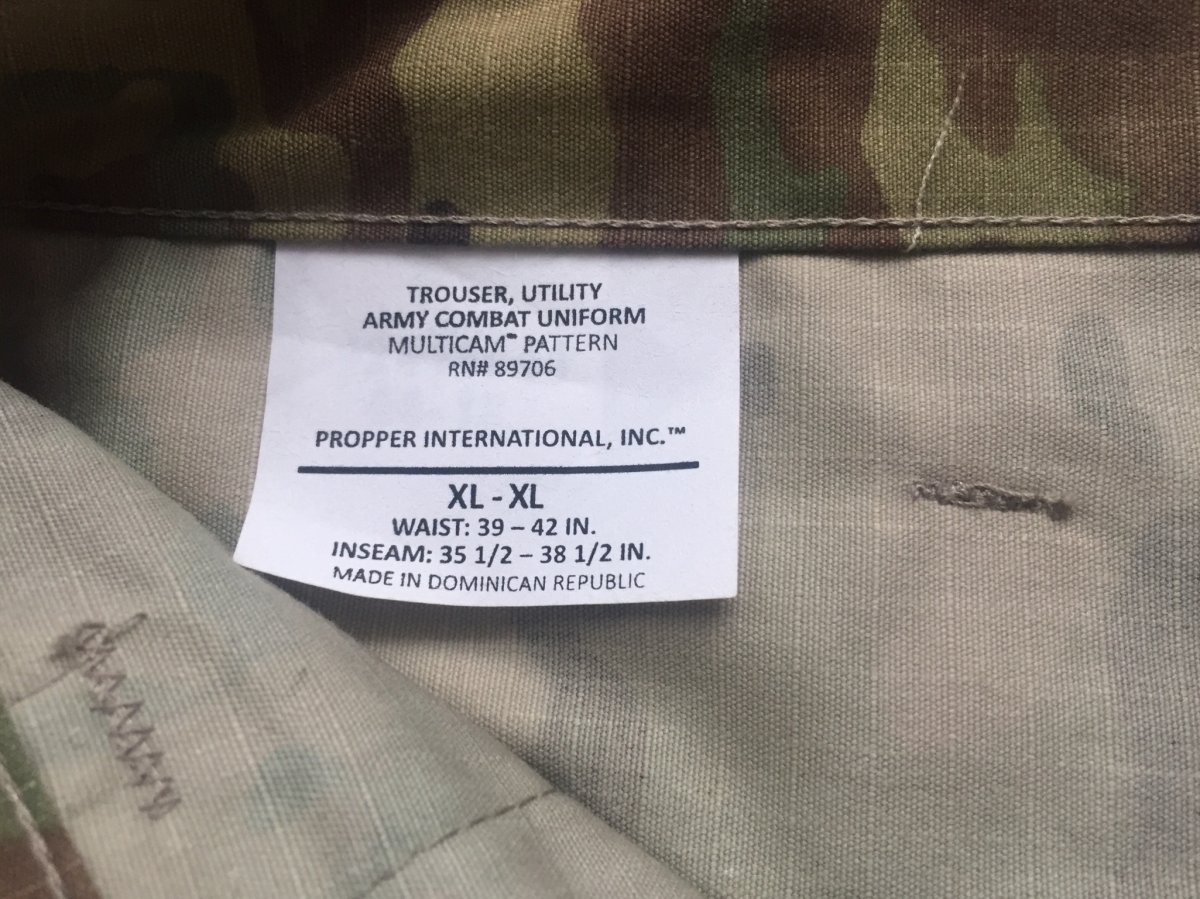 TROUSER, UTILITY
ARMY COMBAT UNIFORM
MULTICAM™ PATTERN
RN# 89706
PROPPER INTERNATIONAL, INC.™
XL - XL
WAIST: 39 – 42 IN.
INSEAM: 35 1/2 – 38 1/2 IN.
MADE IN DOMINICAN REPUBLIC